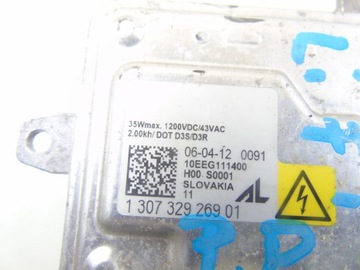 35Wmax. 1200VDC/43VAC
2.00kh/ DOT D3S/D3R
06-04-12 0091
10EEG111400
H00 S0001
SLOVAKIA
11
AL
1 307 329 269 01